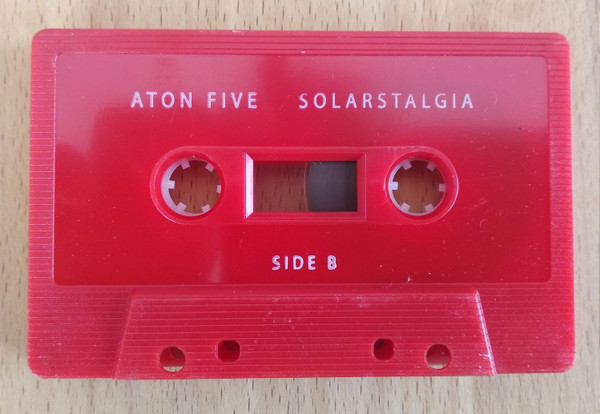 ATON FIVE SOLARSTALGIA
SIDE B